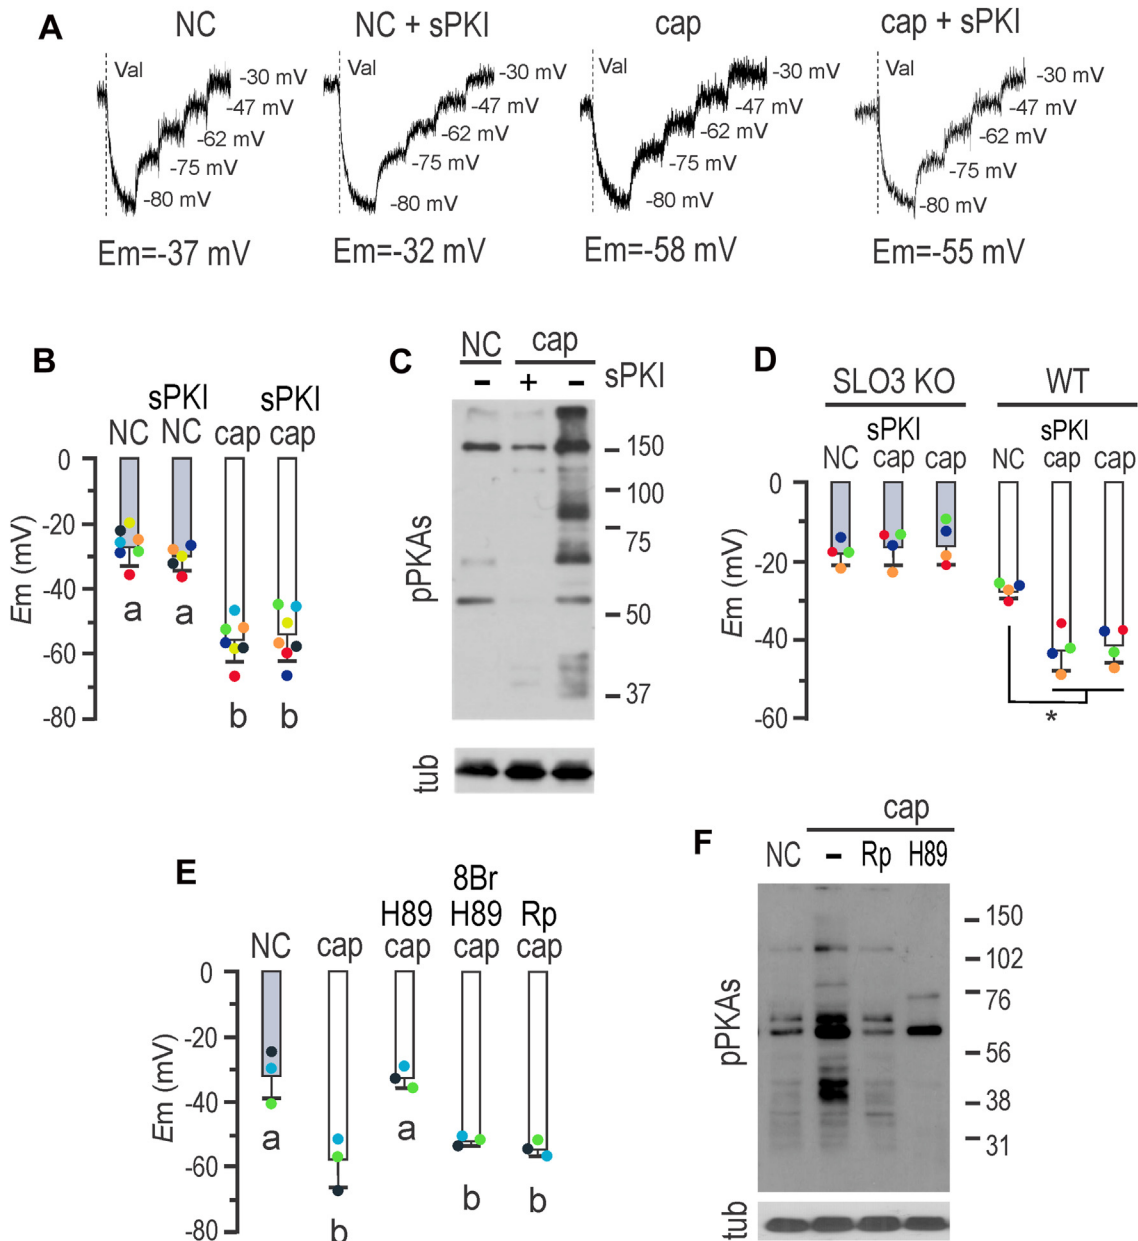 A
NC
NC + sPKI
cap
cap + sPKI
Val
-30 mV
-47 mV
-62 mV
-75 mV
-80 mV
Val
-30 mV
-47 mV
-62 mV
-75 mV
-80 mV
Val
-30 mV
-47 mV
-62 mV
-75 mV
-80 mV
Val
-30 mV
-47 mV
-62 mV
-75 mV
-80 mV
Em=-37 mV
Em=-32 mV
Em=-58 mV
Em=-55 mV
B
sPKI
sPKI
NC
NC
cap
cap
Em (mV)
0
-20
-40
-60
-80
a
a
b
b
C
NC
cap
-
+
-
sPKI
pPKAs
150
100
75
50
37
tub
D
SLO3 KO
WT
sPKI
sPKI
NC
cap
cap
NC
cap
cap
Em (mV)
0
-20
-40
-60
*
E
8Br
H89
H89
Rp
NC
cap
cap
cap
cap
Em (mV)
0
-20
-40
-60
-80
a
b
a
b
b
F
cap
NC
-
Rp
H89
pPKAs
150
102
76
56
38
31
tub